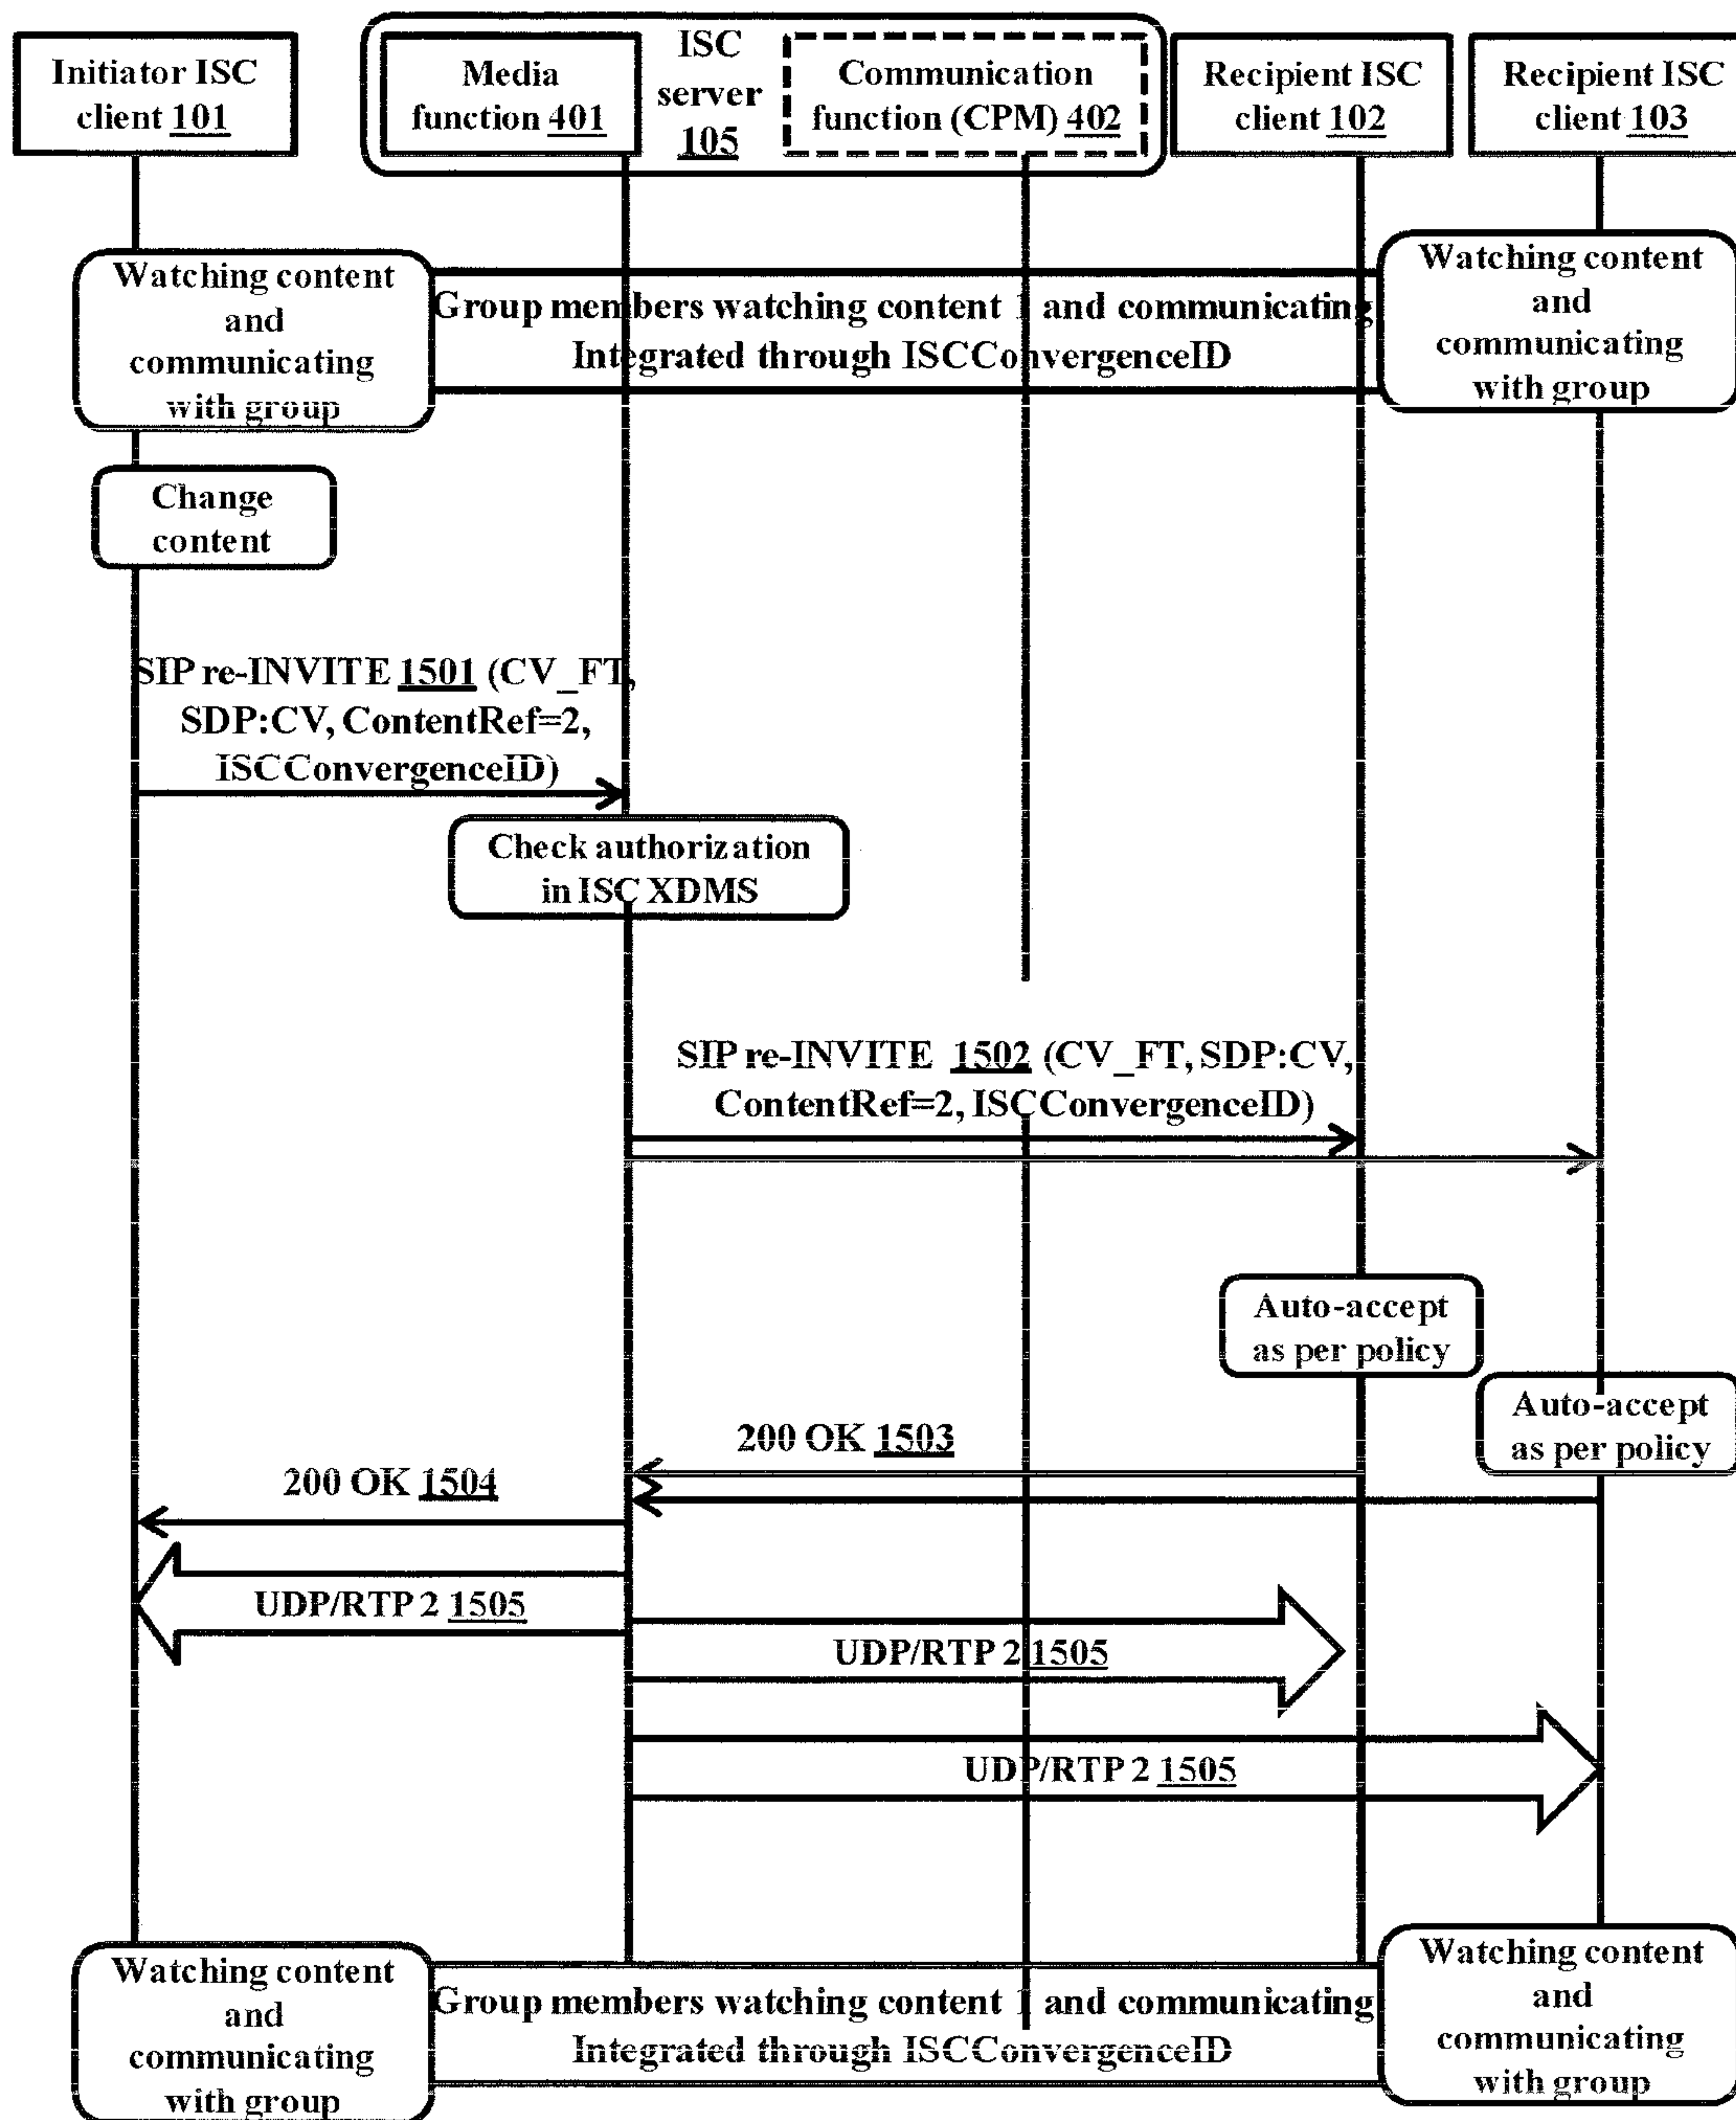 Initiator ISC
client 101
Media
function 401
ISC
server
105
Communication
function (CPM) 402
Recipient ISC
client 102
Recipient ISC
client 103
Watching content
and
communicating
with group
Group members watching content 1 and communicating
Integrated through ISCConvergenceID
Watching content
and
communicating
with group
Change
content
SIP re-INVITE 1501 (CV_FT,
SDP:CV, ContentRef=2,
ISCConvergenceID)
Check authorization
in ISC XDMS
SIP re-INVITE 1502 (CV_FT, SDP:CV,
ContentRef=2, ISCConvergenceID)
Auto-accept
as per policy
Auto-accept
as per policy
200 OK 1503
200 OK 1504
UDP/RTP 2 1505
UDP/RTP 2 1505
UDP/RTP 2 1505
Watching content
and
communicating
with group
Group members watching content 1 and communicating
Integrated through ISCConvergenceID
Watching content
and
communicating
with group